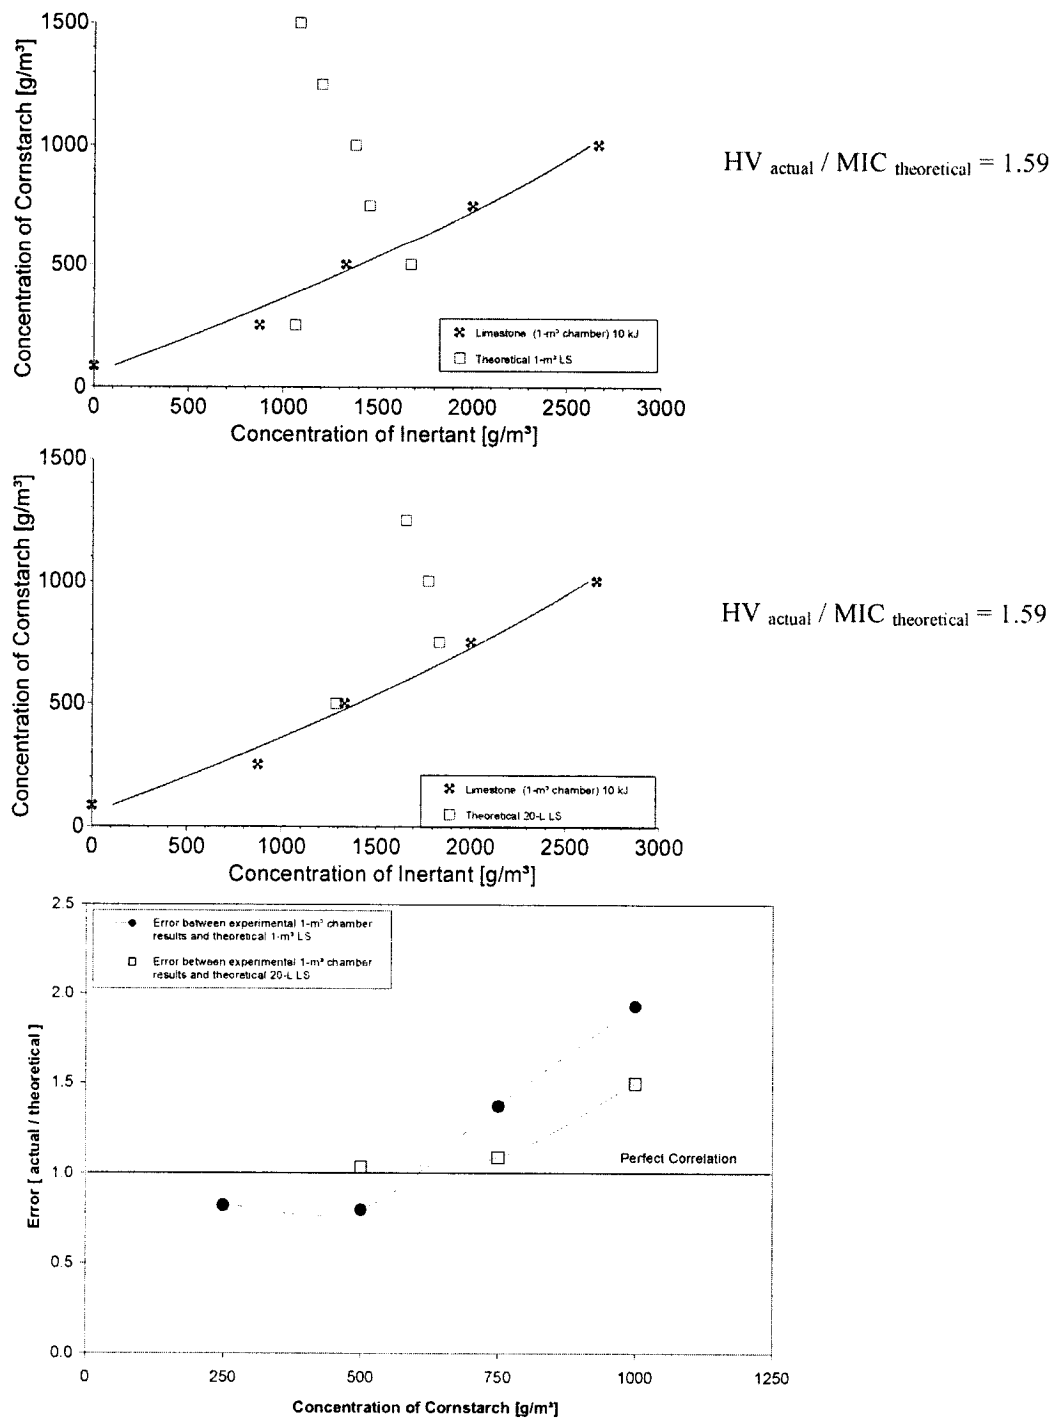 1500
1000
500
0
Concentration of Cornstarch [g/m³]
0 500 1000 1500 2000 2500 3000
Concentration of Inertant [g/m³]
Limestone (1-m³ chamber) 10 kJ
Theoretical 1-m³ LS
HV actual / MIC theoretical = 1.59
1500
1000
500
0
Concentration of Cornstarch [g/m³]
0 500 1000 1500 2000 2500 3000
Concentration of Inertant [g/m³]
Limestone (1-m³ chamber) 10 kJ
Theoretical 20-L LS
HV actual / MIC theoretical = 1.59
2.5
2.0
1.5
1.0
0.5
0.0
Error [ actual / theoretical ]
Error between experimental 1-m³ chamber
results and theoretical 1-m³ LS
Error between experimental 1-m³ chamber
results and theoretical 20-L LS
Perfect Correlation
0 250 500 750 1000 1250
Concentration of Cornstarch [g/m³]